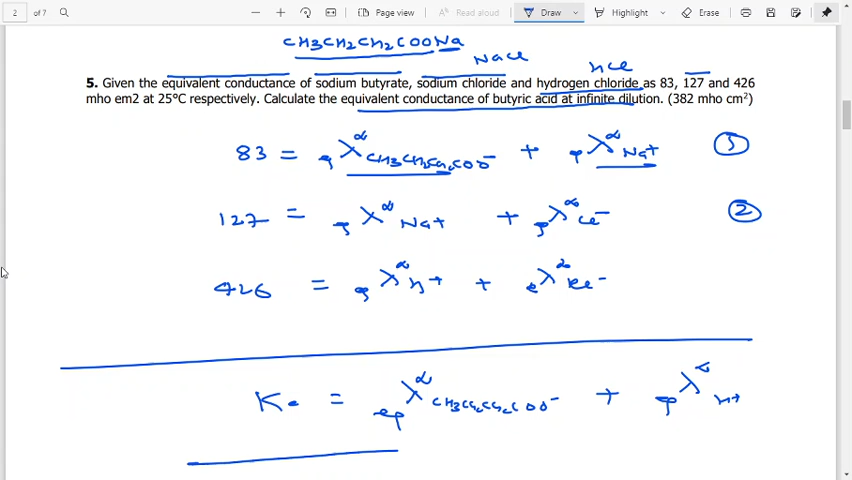 2 of 7
Page view
Read aloud
Draw
Highlight
Erase
CH3CH2CH2COONa
NaCl
HCl
5. Given the equivalent conductance of sodium butyrate, sodium chloride and hydrogen chloride as 83, 127 and 426
mho em2 at 25°C respectively. Calculate the equivalent conductance of butyric acid at infinite dilution. (382 mho cm²)
83 = λ∝ CH3CH2CH2COO⁻ + λ∝ Na+ ①
127 = λ∝ Na+ + λ∝ Cl⁻ ②
426 = λ∝ H+ + λ∝ Cl⁻
= eq λ∝ CH3CH2CH2COO⁻ + λ∝ H+